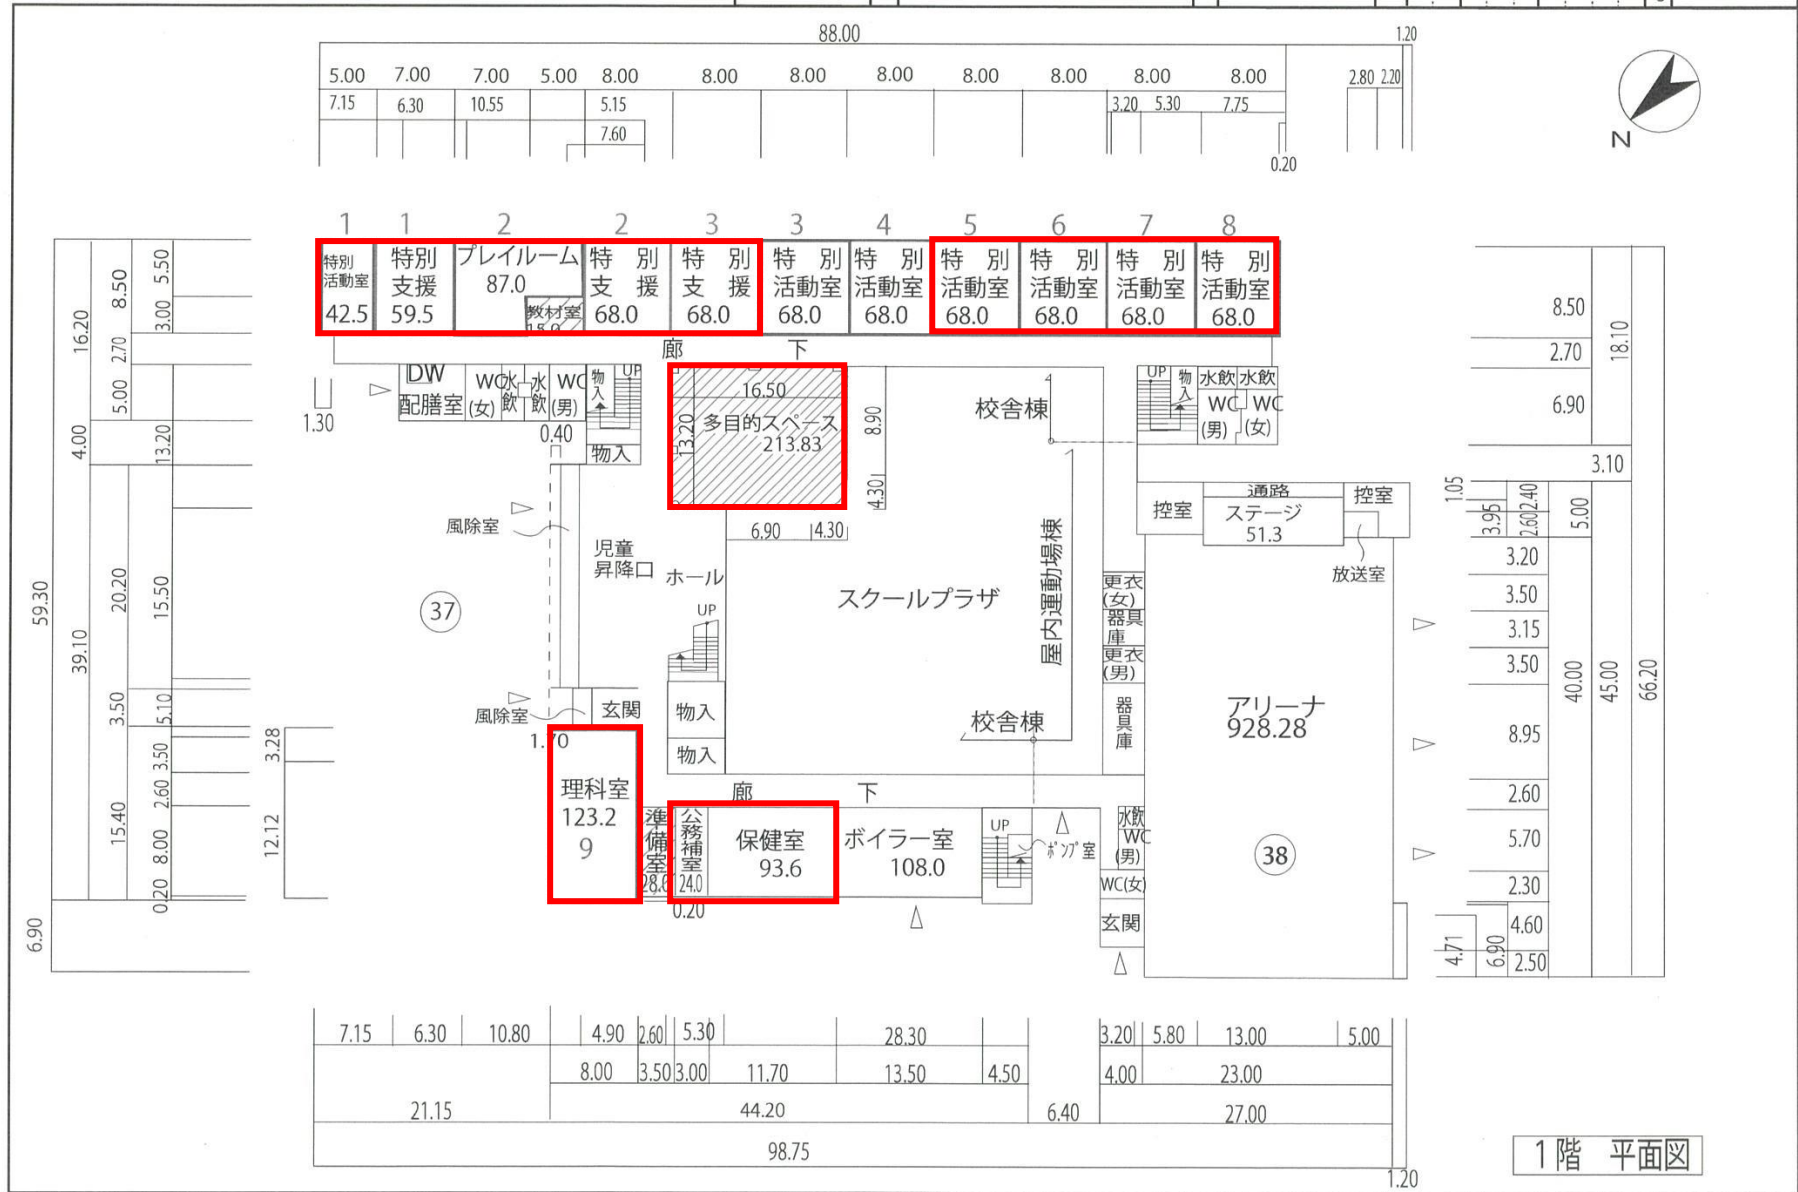 88.00 1.20
5.00 7.00 7.00 5.00 8.00 8.00 8.00 8.00 8.00 8.00 8.00 8.00 2.80 2.20
7.15 6.30 10.55 5.15 3.20 5.30 7.75
7.60
0.20
N
1 1 2 2 3 3 4 5 6 7 8
特別
活動室
42.5
特別
支援
59.5
プレイルーム
87.0
教材室
15.0
特別
支援
68.0
特別
支援
68.0
特別
活動室
68.0
特別
活動室
68.0
特別
活動室
68.0
特別
活動室
68.0
特別
活動室
68.0
特別
活動室
68.0
廊下
DW
配膳室
WC
(女)
水飲
水飲
WC
(男)
物入
UP
物入
0.40
1.30
16.50
13.20
多目的スペース
213.83
8.90
4.30
6.90 4.30
校舎棟
UP
物入
水飲
水飲
WC
(男)
WC
(女)
控室
通路
ステージ
51.3
控室
放送室
風除室
児童
昇降口
ホール
UP
スクールプラザ
屋内運動場棟
更衣
(女)
器具
庫
更衣
(男)
器具庫
アリーナ
928.28
37
風除室
玄関
1.70
物入
物入
校舎棟
理科室
123.2
9
準備室
28.0
公務補室
24.0
廊下
保健室
93.6
ボイラー室
108.0
UP
ポンプ室
水飲
WC
(男)
WC(女)
玄関
38
0.20
59.30
6.90
16.20
4.00
39.10
8.50
2.70
5.00
20.20
3.50
15.40
5.50
3.00
13.20
15.50
5.10
3.50
2.60
8.00
0.20
3.28
12.12
8.50
2.70
6.90
18.10
3.10
1.05
3.95
2.60
2.40
5.00
3.20
3.50
3.15
3.50
8.95
2.60
5.70
2.30
4.60
2.50
4.71
6.90
40.00
45.00
66.20
7.15 6.30 10.80 4.90 2.60 5.30 28.30 3.20 5.80 13.00 5.00
8.00 3.50 3.00 11.70 13.50 4.50 4.00 23.00
21.15 44.20 6.40 27.00
98.75
1.20
1階 平面図